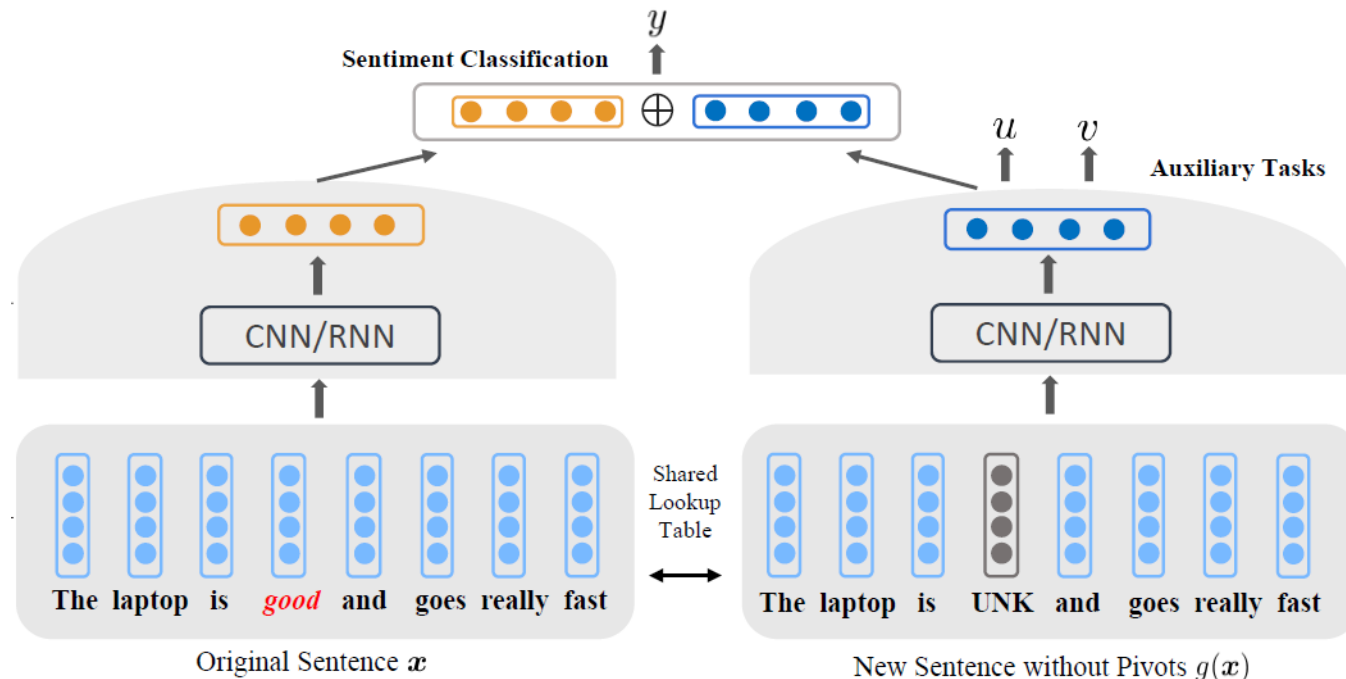 y
Sentiment Classification
⊕
u v
Auxiliary Tasks
CNN/RNN
CNN/RNN
Shared
Lookup
Table
The laptop is good and goes really fast
The laptop is UNK and goes really fast
Original Sentence x
New Sentence without Pivots g(x)